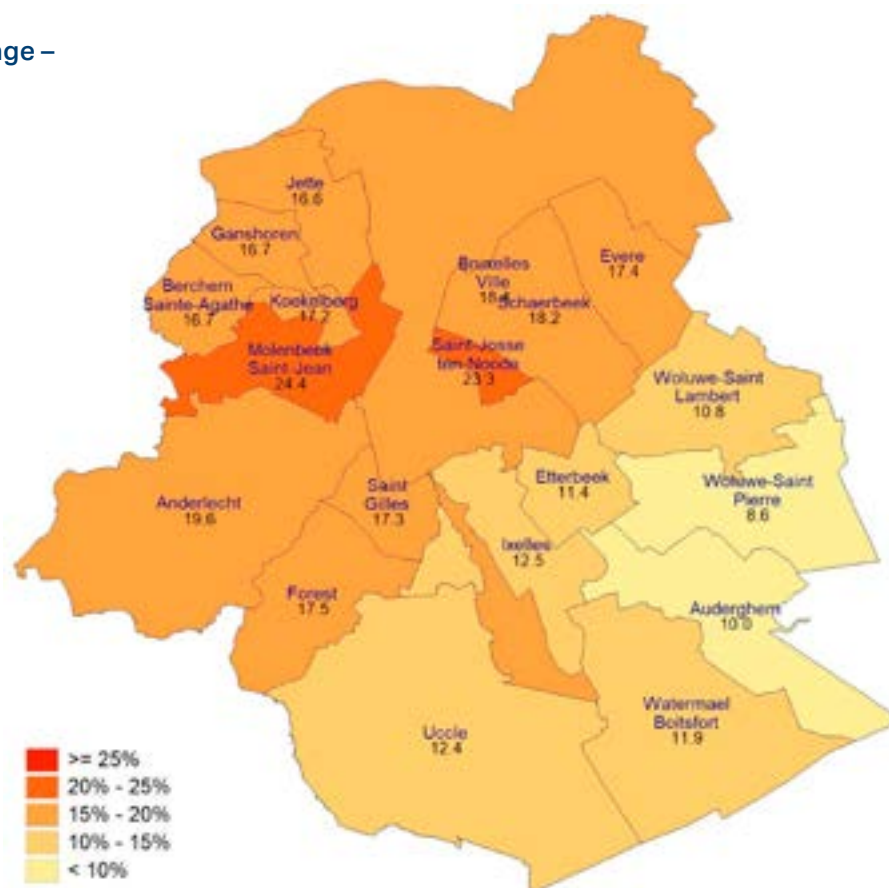 nge –
Jette
16.6
Ganshoren
16.7
Berchem
Sainte-Agathe
16.7
Koekelberg
17.2
Molenbeek
Saint-Jean
24.4
Bruxelles
Ville
Schaerbeek
18.2
Evere
17.4
Saint-Josse
ten-Noode
23.3
Woluwe-Saint
Lambert
10.8
Woluwe-Saint
Pierre
8.6
Etterbeek
11.4
Ixelles
12.5
Saint
Gilles
17.3
Anderlecht
19.6
Forest
17.5
Auderghem
10.0
Watermael
Boitsfort
11.9
Uccle
12.4
>= 25%
20% - 25%
15% - 20%
10% - 15%
< 10%